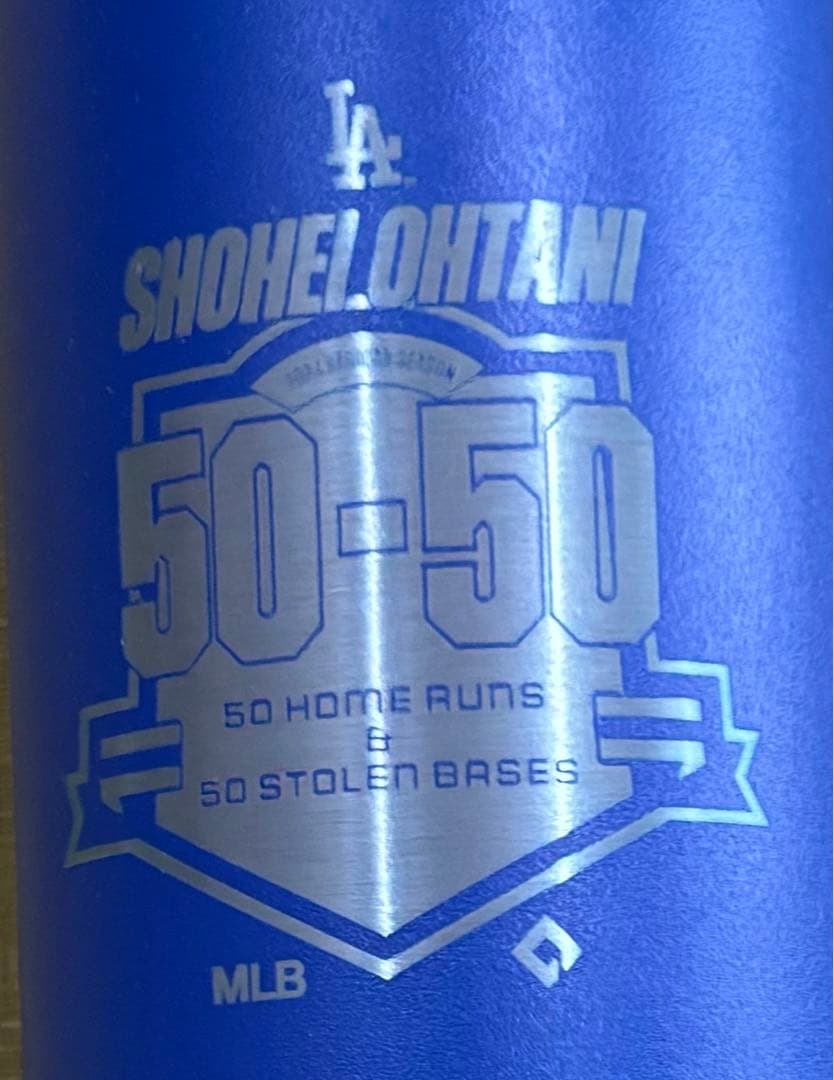 LA
SHOHEI OHTANI
50-50
50 HOME RUNS
&
50 STOLEN BASES
MLB